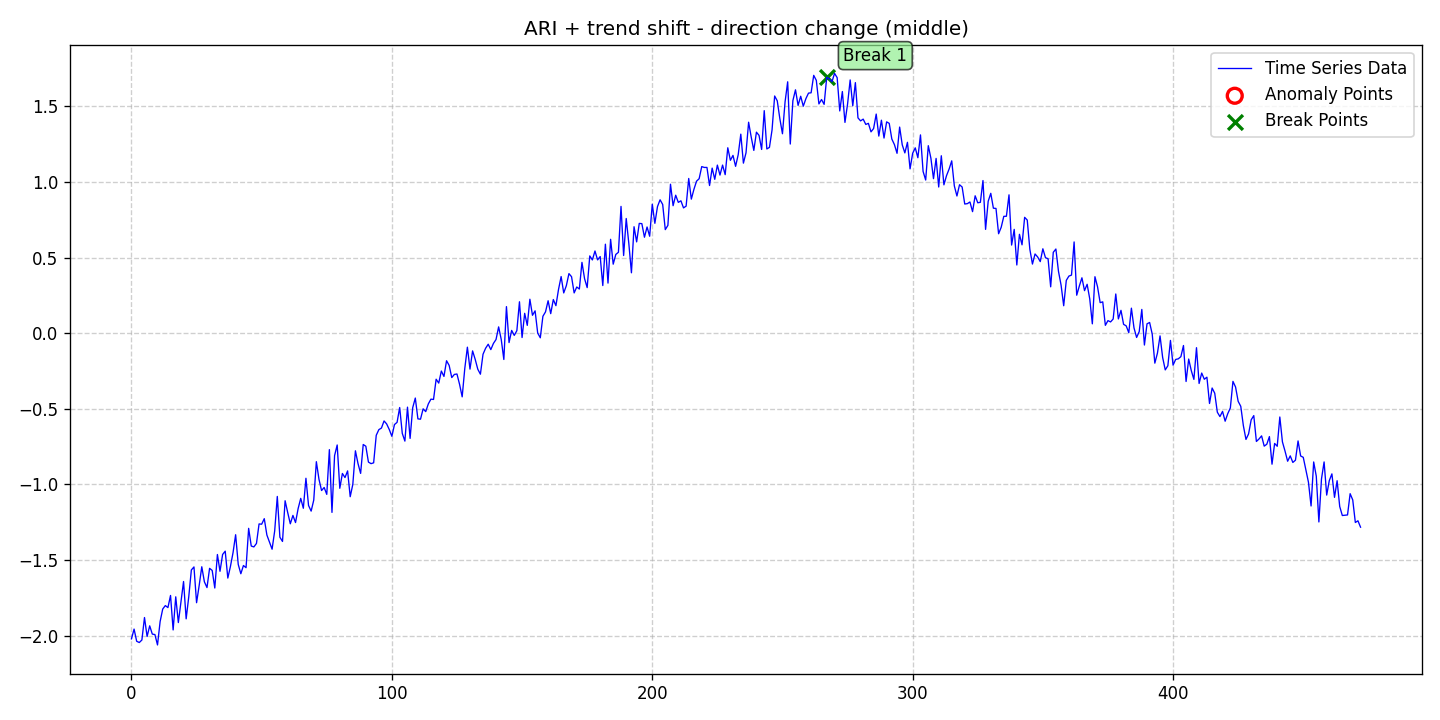 ARI + trend shift - direction change (middle)
Break 1
Time Series Data
Anomaly Points
Break Points
1.5
1.0
0.5
0.0
−0.5
−1.0
−1.5
−2.0
0
100
200
300
400